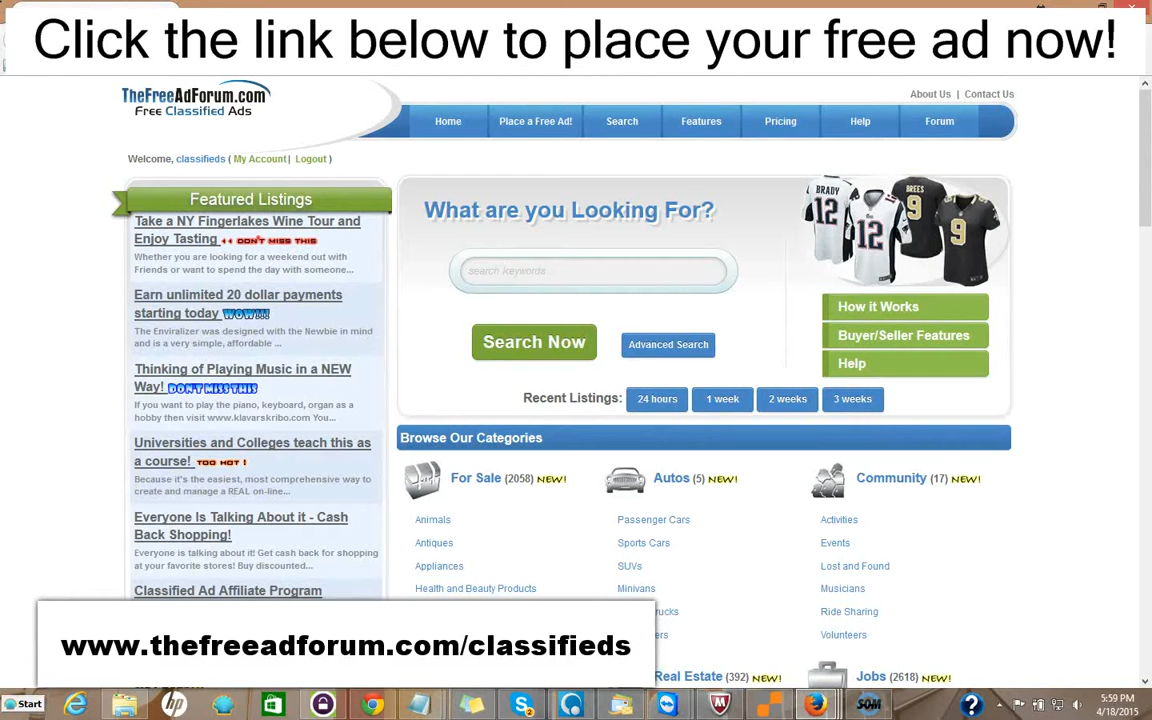 Click the link below to place your free ad now!
TheFreeAdForum.com
Free Classified Ads
About Us | Contact Us
Home Place a Free Ad! Search Features Pricing Help Forum
Welcome, classifieds ( My Account | Logout )
Featured Listings
Take a NY Fingerlakes Wine Tour and
Enjoy Tasting DON'T MISS THIS
Whether you are looking for a weekend out with
Friends or want to spend the day with someone...
Earn unlimited 20 dollar payments
starting today WOW!!!
The Enviralizer was designed with the Newbie in mind
and is a very simple, affordable ...
Thinking of Playing Music in a NEW
Way! DON'T MISS THIS
If you want to play the piano, keyboard, organ as a
hobby then visit www.klavarskribo.com You...
Universities and Colleges teach this as
a course! TOO HOT !
Because it's the easiest, most comprehensive way to
create and manage a REAL on-line...
Everyone Is Talking About it - Cash
Back Shopping!
Everyone is talking about it! Get cash back for shopping
at your favorite stores! Buy discounted...
Classified Ad Affiliate Program
What are you Looking For?
search keywords ...
Search Now
Advanced Search
BRADY
12
12
BREES
9
9
How it Works
Buyer/Seller Features
Help
Recent Listings: 24 hours 1 week 2 weeks 3 weeks
Browse Our Categories
For Sale (2058) NEW!
Animals
Antiques
Appliances
Health and Beauty Products
Autos (5) NEW!
Passenger Cars
Sports Cars
SUVs
Minivans
Community (17) NEW!
Activities
Events
Lost and Found
Musicians
Ride Sharing
Volunteers
Real Estate (392) NEW!
Jobs (2618) NEW!
www.thefreeadforum.com/classifieds
Start
hp
SOM
5:59 PM
4/18/2015